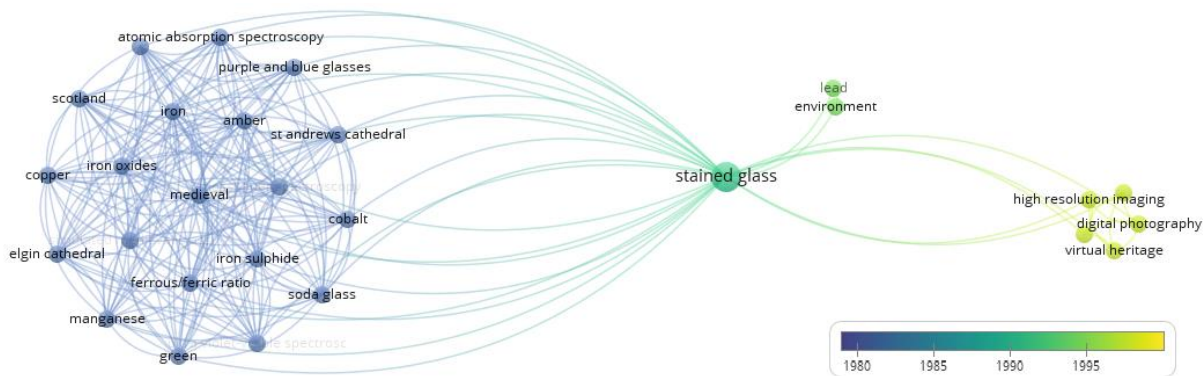 atomic absorption spectroscopy
purple and blue glasses
scotland
iron
amber
st andrews cathedral
iron oxides
copper
medieval
cobalt
elgin cathedral
iron sulphide
ferrous/ferric ratio
soda glass
manganese
green
stained glass
lead
environment
high resolution imaging
digital photography
virtual heritage
1980
1985
1990
1995